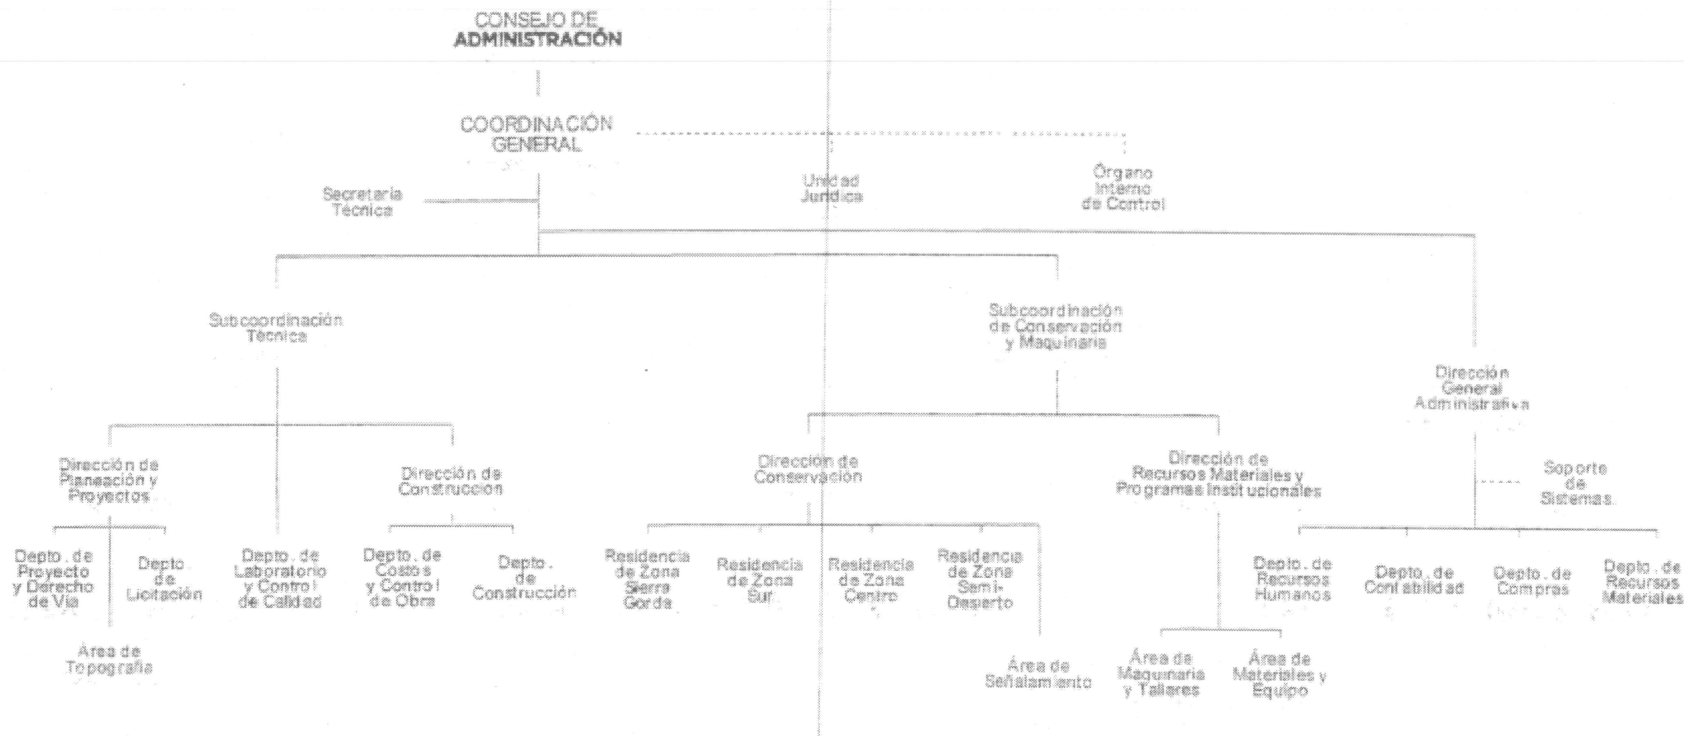 CONSEJO DE
ADMINISTRACIÓN
COORDINACIÓN
GENERAL
Secretaría
Técnica
Unidad
Jurídica
Órgano
Interno
de Control
Subcoordinación
Técnica
Subcoordinación
de Conservación
y Maquinaria
Dirección
General
Administrativa
Dirección de
Planeación y
Proyectos
Dirección de
Construcción
Dirección de
Conservación
Dirección de
Recursos Materiales y
Programas Institucionales
Soporte
de
Sistemas
Depto. de
Proyecto
y Derecho
de Vía
Depto.
de
Licitación
Depto. de
Laboratorio
y Control
de Calidad
Depto. de
Costos
y Control
de Obra
Depto.
de
Construcción
Residencia
de Zona
Sierra
Gorda
Residencia
de Zona
Sur
Residencia
de Zona
Centro
Residencia
de Zona
Semi-
Desierto
Depto. de
Recursos
Humanos
Depto. de
Contabilidad
Depto. de
Compras
Depto. de
Recursos
Materiales
Área de
Topografía
Área de
Señalamiento
Área de
Maquinaria
y Talleres
Área de
Materiales y
Equipo